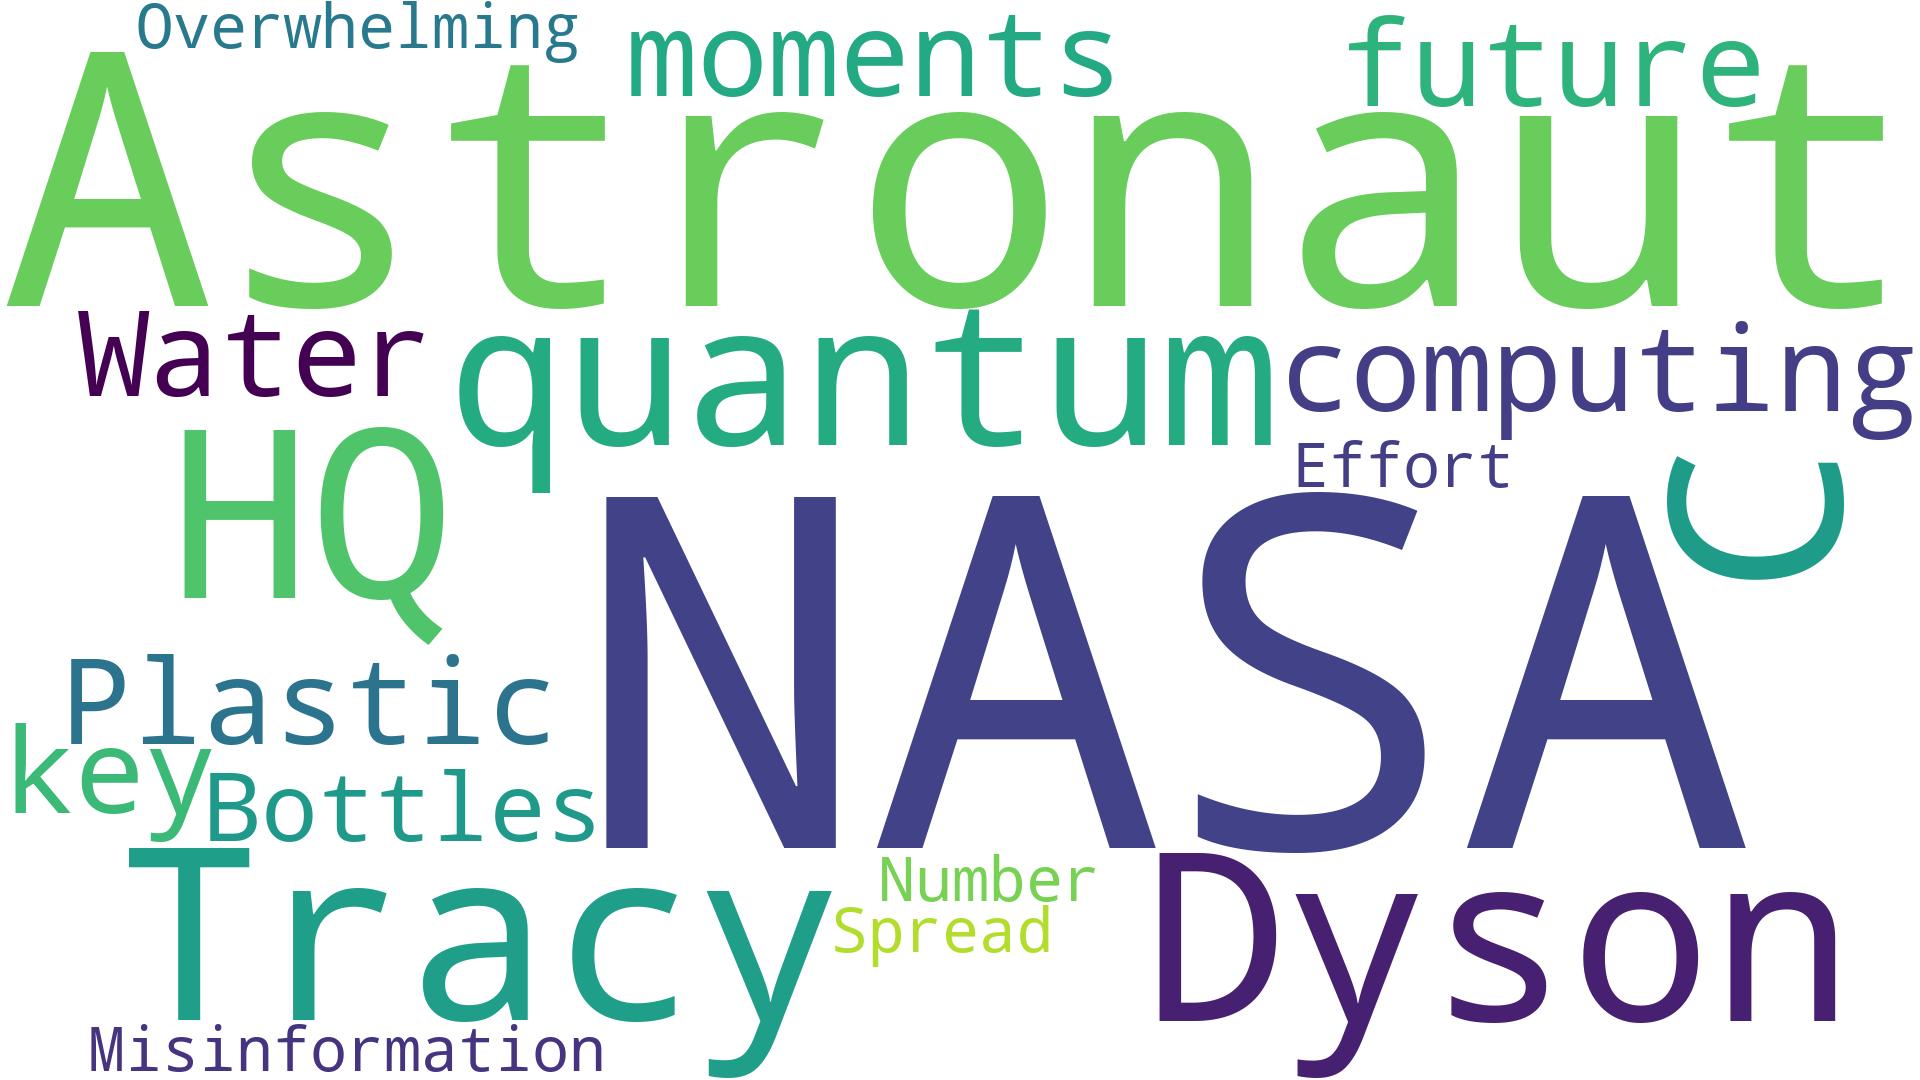 Overwhelming
moments
future
Astronaut
Water
quantum
computing
HQ
Effort
C
NASA
Plastic
key
Bottles
Tracy
Number
Spread
Dyson
Misinformation